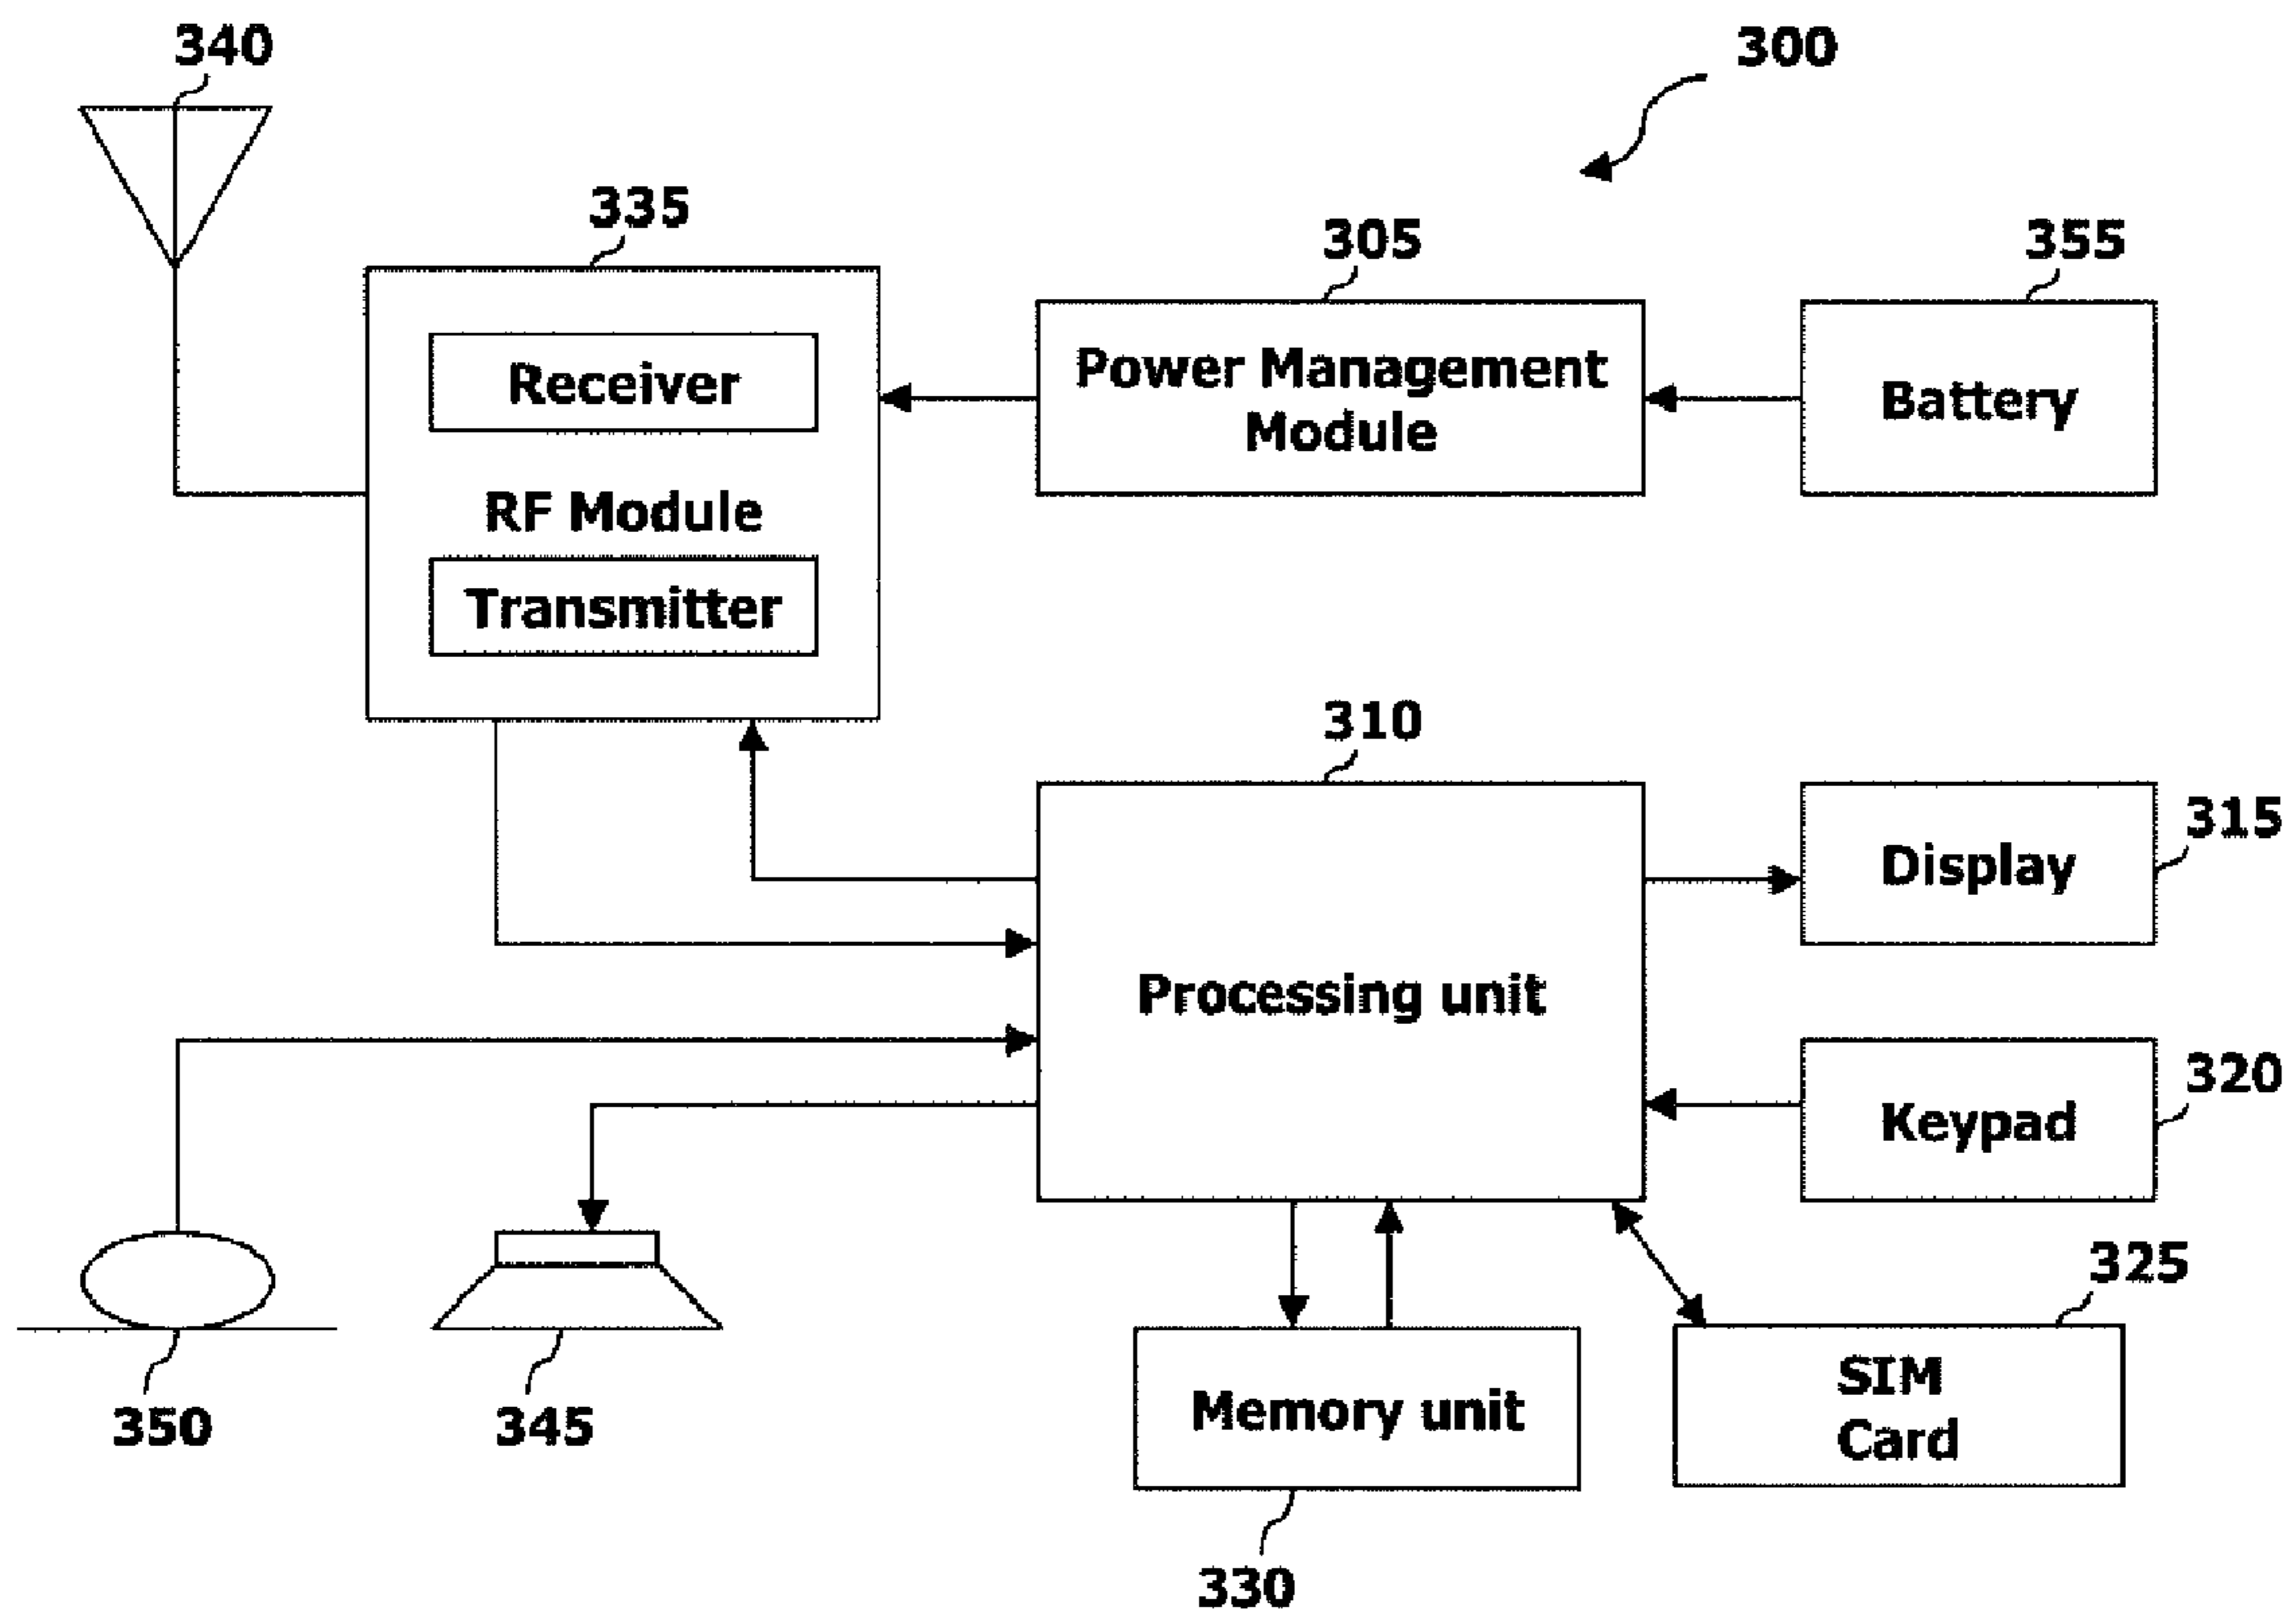 340
300
335
305
355
Receiver
Power Management
Module
Battery
RF Module
Transmitter
310
315
Display
Processing unit
320
Keypad
325
SIM
Card
Memory unit
350
345
330